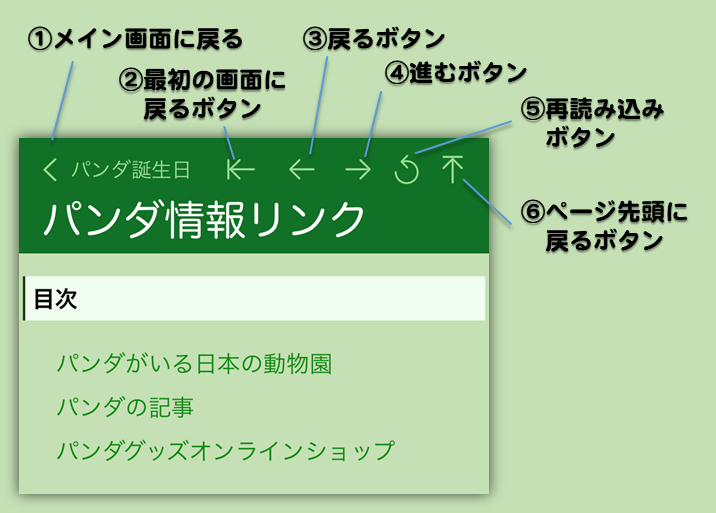 ①メイン画面に戻る
②最初の画面に
戻るボタン
③戻るボタン
④進むボタン
⑤再読み込み
ボタン
⑥ページ先頭に
戻るボタン
パンダ誕生日
パンダ情報リンク
目次
パンダがいる日本の動物園
パンダの記事
パンダグッズオンラインショップ